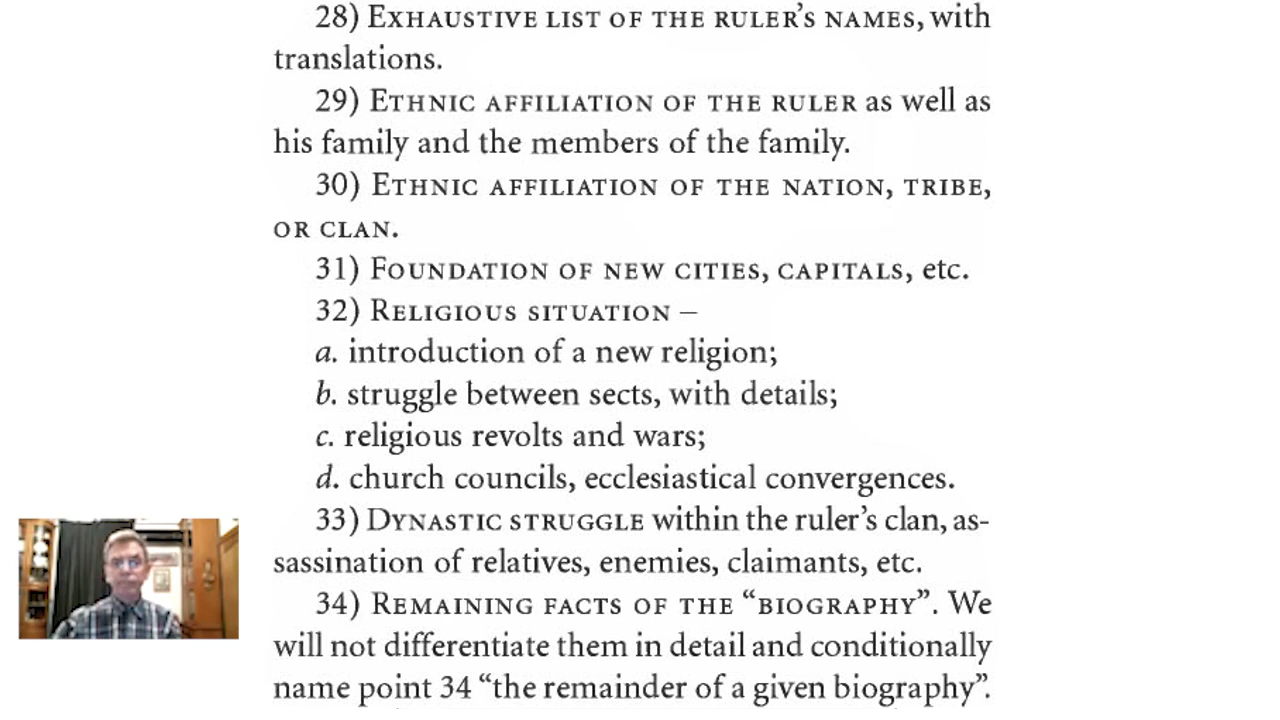 28) EXHAUSTIVE LIST OF THE RULER'S NAMES, with
translations.
29) ETHNIC AFFILIATION OF THE RULER as well as
his family and the members of the family.
30) ETHNIC AFFILIATION OF THE NATION, TRIBE,
OR CLAN.
31) FOUNDATION OF NEW CITIES, CAPITALS, etc.
32) RELIGIOUS SITUATION –
a. introduction of a new religion;
b. struggle between sects, with details;
c. religious revolts and wars;
d. church councils, ecclesiastical convergences.
33) DYNASTIC STRUGGLE within the ruler's clan, as-
sassination of relatives, enemies, claimants, etc.
34) REMAINING FACTS OF THE “BIOGRAPHY”. We
will not differentiate them in detail and conditionally
name point 34 “the remainder of a given biography”.